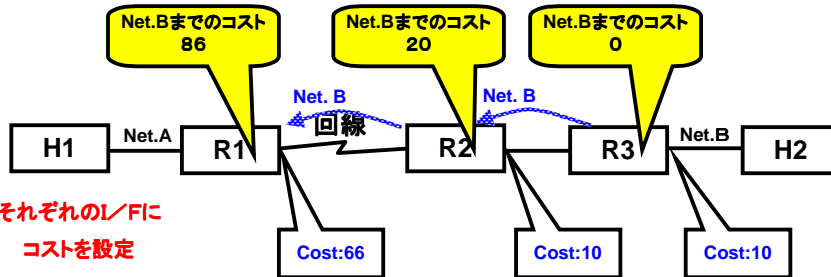 Net.Bまでのコスト
86
Net.Bまでのコスト
20
Net.Bまでのコスト
0
Net. B
Net. B
回線
H1
Net.A
R1
R2
R3
Net.B
H2
それぞれのI／Fに
コストを設定
Cost:66
Cost:10
Cost:10